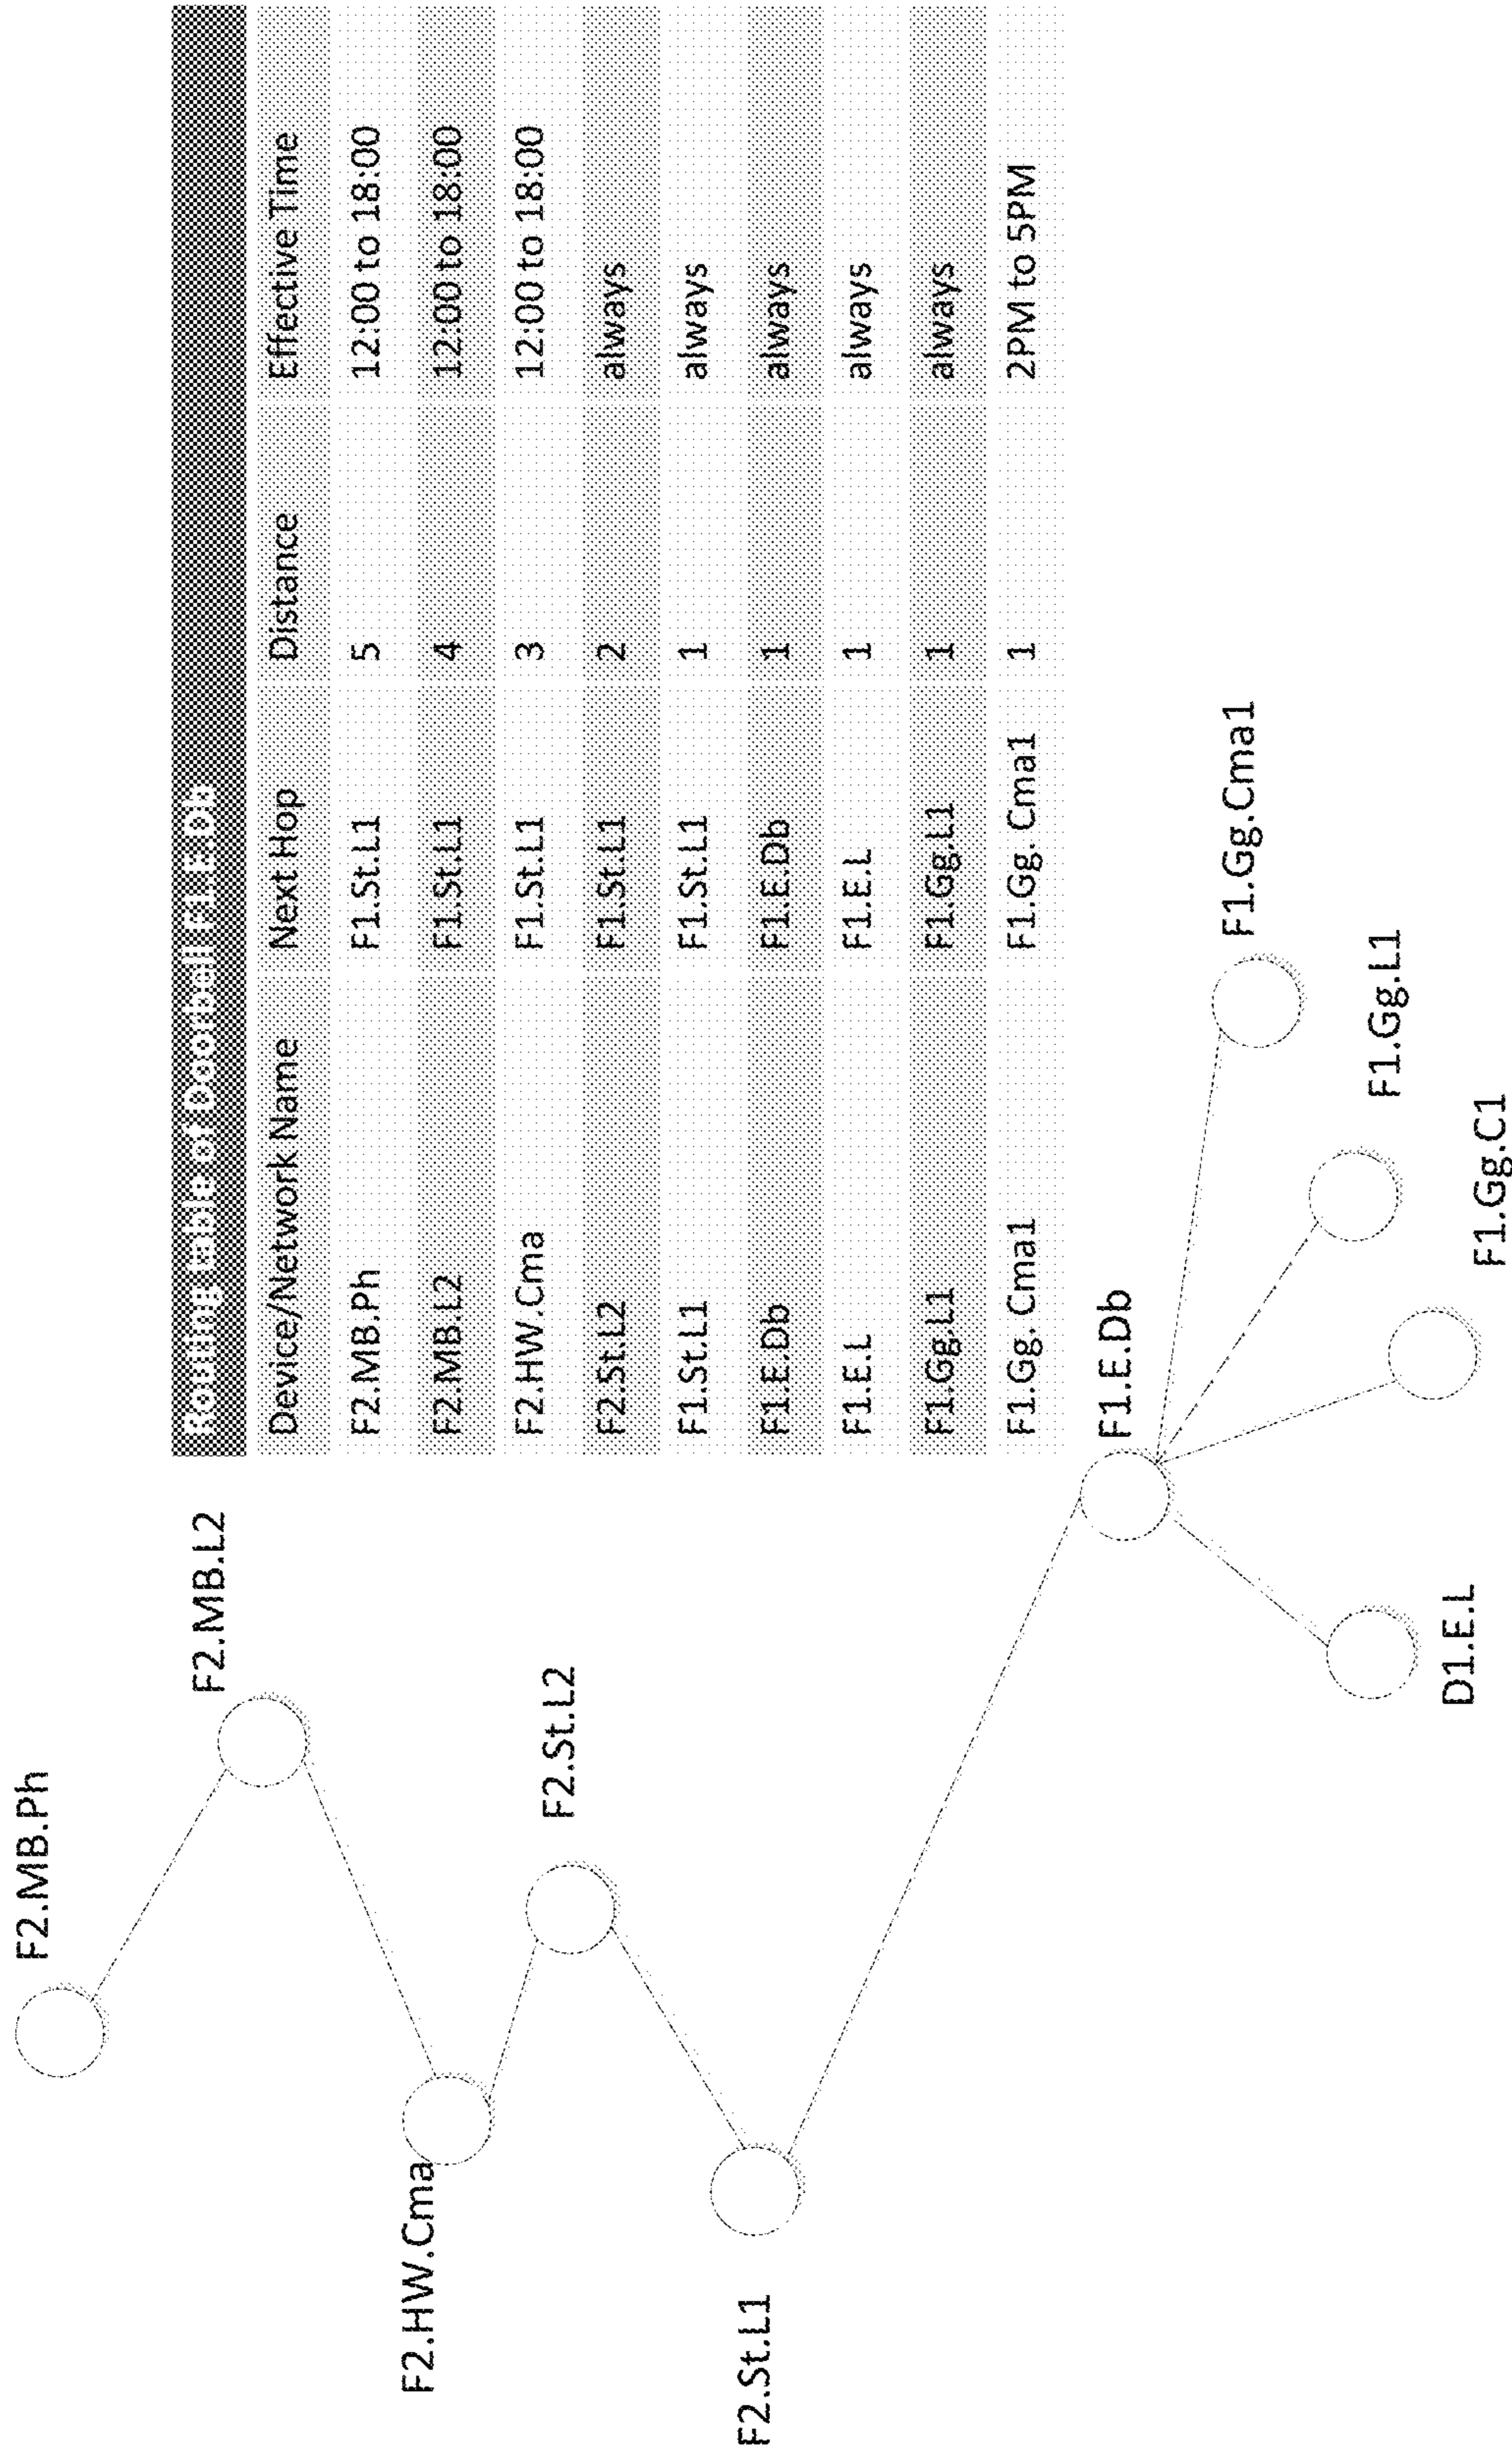 Routing table of Doorbell F1.E.Db
Device/Network Name Next Hop Distance Effective Time
F2.MB.Ph F1.St.L1 5 12:00 to 18:00
F2.MB.L2 F1.St.L1 4 12:00 to 18:00
F2.HW.Cma F1.St.L1 3 12:00 to 18:00
F2.St.L2 F1.St.L1 2 always
F1.St.L1 F1.St.L1 1 always
F1.E.Db F1.E.Db 1 always
F1.E.L F1.E.L 1 always
F1.Gg.L1 F1.Gg.L1 1 always
F1.Gg. Cma1 F1.Gg. Cma1 1 2PM to 5PM
F2.MB.Ph
F2.MB.L2
F2.HW.Cma
F2.St.L2
F2.St.L1
F1.E.Db
F1.Gg.Cma1
F1.Gg.L1
F1.Gg.C1
D1.E.L